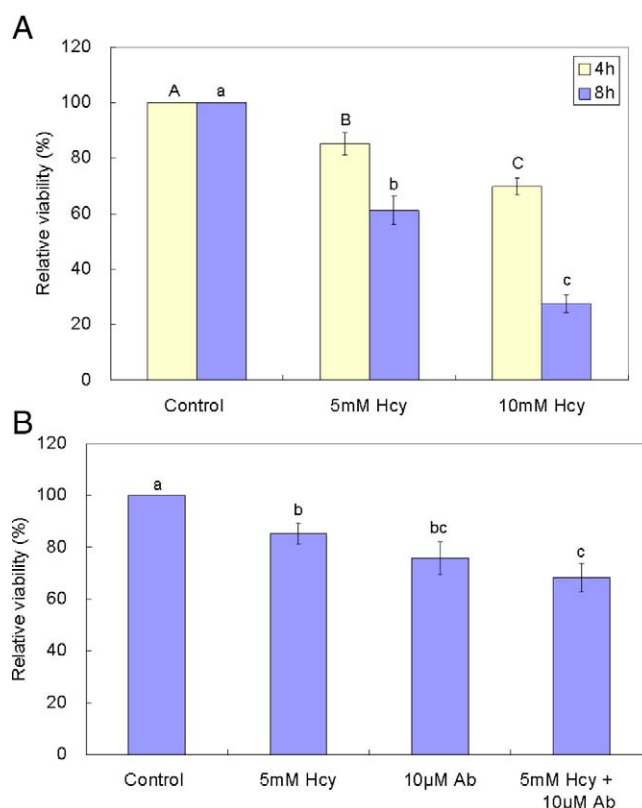 A
120
100
80
60
40
20
0
Relative viability (%)
A a
B
b
C
c
4h
8h
Control 5mM Hcy 10mM Hcy
B
120
100
80
60
40
20
0
Relative viability (%)
a
b
bc
c
Control 5mM Hcy 10μM Ab 5mM Hcy +
10μM Ab